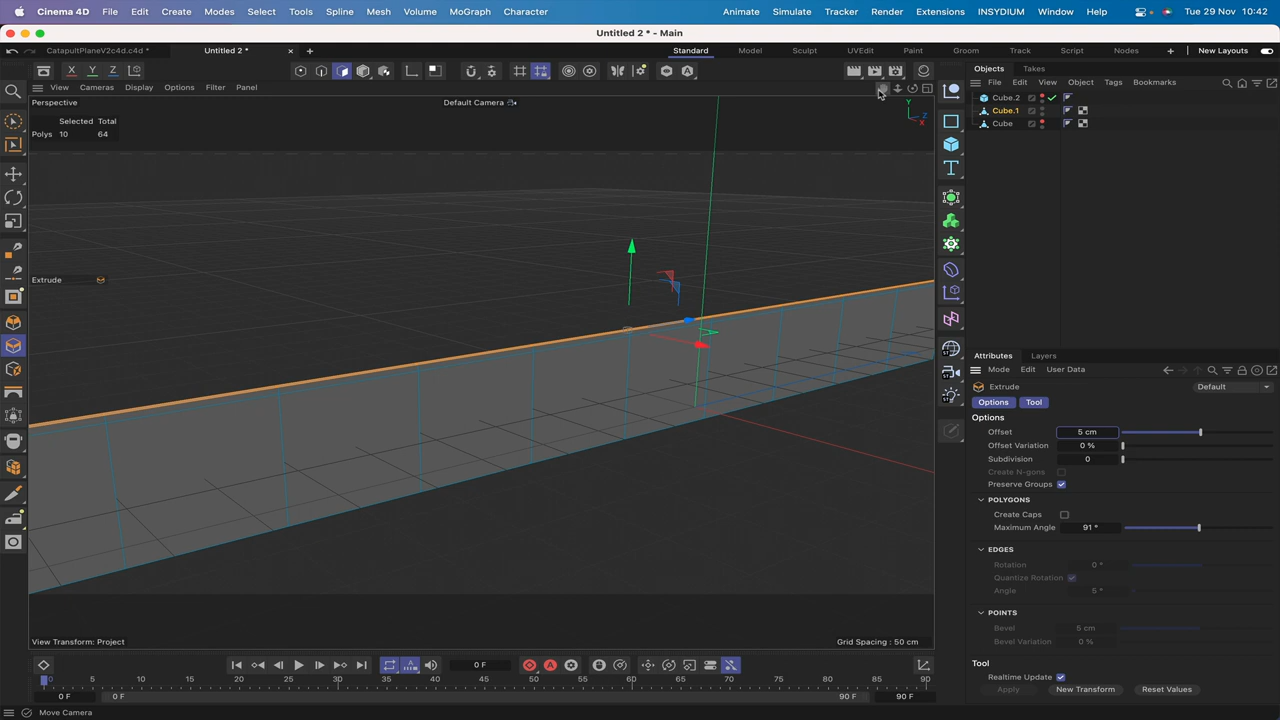 Cinema 4D File Edit Create Modes Select Tools Spline Mesh Volume MoGraph Character Animate Simulate Tracker Render Extensions INSYDIUM Window Help Tue 29 Nov 10:42
Untitled 2 * - Main
CatapultPlaneV2c4d.c4d * Untitled 2 * Standard Model Sculpt UVEdit Paint Groom Track Script Nodes New Layouts
X Y Z
Objects Takes
View Cameras Display Options Filter Panel
File Edit View Object Tags Bookmarks
Perspective Default Camera
Cube.2
Cube.1
Cube
Selected Total
Polys 10 64
Y
Z
X
Extrude
Attributes Layers
Mode Edit User Data
Extrude Default
Options Tool
Options
Offset 5 cm
Offset Variation 0 %
Subdivision 0
Create N-gons
Preserve Groups
POLYGONS
Create Caps
Maximum Angle 91 °
EDGES
Rotation 0 °
Quantize Rotation
Angle 5 °
POINTS
Bevel 5 cm
Bevel Variation 0 %
View Transform: Project Grid Spacing : 50 cm
Tool
0 F
Realtime Update
0 5 10 15 20 25 30 35 40 45 50 55 60 65 70 75 80 85 90
Apply New Transform Reset Values
0 F 0 F 90 F 90 F
Move Camera